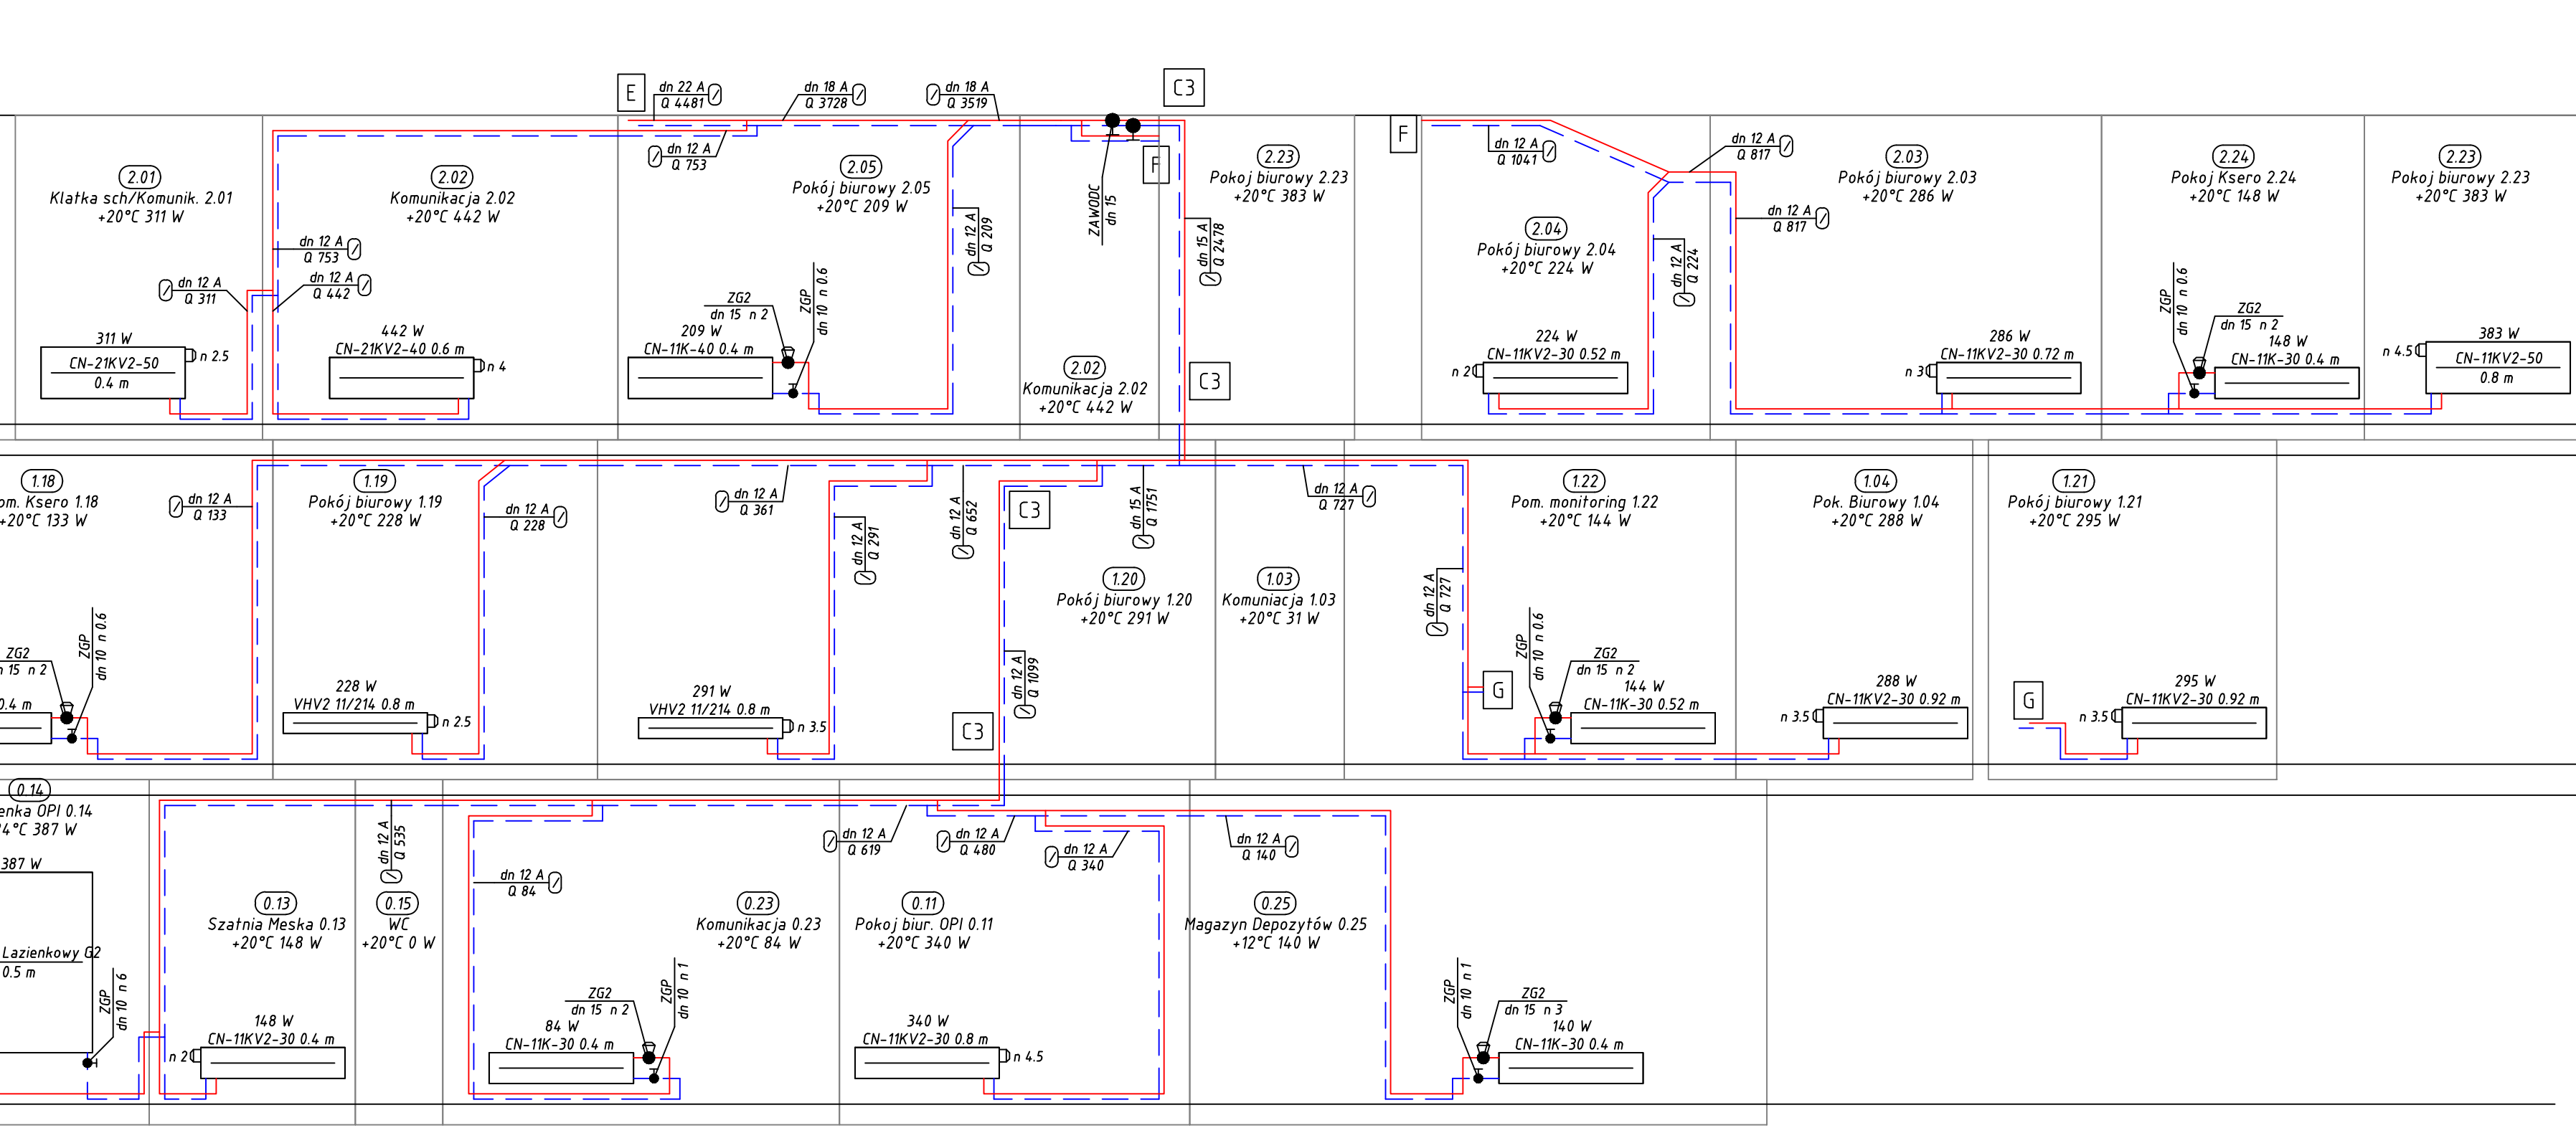 E
dn 22 A
Q 4481
dn 18 A
Q 3728
dn 18 A
Q 3519
C3
dn 12 A
Q 753
F
F
dn 12 A
Q 1041
dn 12 A
Q 817
2.01
Klatka sch/Komunik. 2.01
+20°C 311 W
2.02
Komunikacja 2.02
+20°C 442 W
2.05
Pokój biurowy 2.05
+20°C 209 W
ZAWODC
dn 15
2.23
Pokoj biurowy 2.23
+20°C 383 W
2.04
Pokój biurowy 2.04
+20°C 224 W
2.03
Pokój biurowy 2.03
+20°C 286 W
2.24
Pokoj Ksero 2.24
+20°C 148 W
2.23
Pokoj biurowy 2.23
+20°C 383 W
dn 12 A
Q 753
dn 12 A
Q 311
dn 12 A
Q 442
dn 12 A
Q 209
dn 15 A
Q 2478
dn 12 A
Q 224
dn 12 A
Q 817
311 W
CN-21KV2-50
0.4 m
n 2.5
442 W
CN-21KV2-40 0.6 m
n 4
ZG2
dn 15 n 2
ZGP
dn 10 n 0.6
209 W
CN-11K-40 0.4 m
2.02
Komunikacja 2.02
+20°C 442 W
C3
224 W
CN-11KV2-30 0.52 m
n 2
286 W
CN-11KV2-30 0.72 m
n 3
ZGP
dn 10 n 0.6
ZG2
dn 15 n 2
148 W
CN-11K-30 0.4 m
383 W
CN-11KV2-50
0.8 m
n 4.5
1.18
om. Ksero 1.18
+20°C 133 W
dn 12 A
Q 133
1.19
Pokój biurowy 1.19
+20°C 228 W
dn 12 A
Q 228
dn 12 A
Q 361
dn 12 A
Q 291
dn 12 A
Q 652
C3
dn 15 A
Q 1751
dn 12 A
Q 727
1.20
Pokój biurowy 1.20
+20°C 291 W
1.03
Komuniacja 1.03
+20°C 31 W
dn 12 A
Q 727
1.22
Pom. monitoring 1.22
+20°C 144 W
1.04
Pok. Biurowy 1.04
+20°C 288 W
1.21
Pokój biurowy 1.21
+20°C 295 W
ZG2
n 15 n 2
ZGP
dn 10 n 0.6
0.4 m
228 W
VHV2 11/214 0.8 m
n 2.5
291 W
VHV2 11/214 0.8 m
n 3.5
dn 12 A
Q 1099
C3
G
ZGP
dn 10 n 0.6
ZG2
dn 15 n 2
144 W
CN-11K-30 0.52 m
288 W
CN-11KV2-30 0.92 m
n 3.5
G
295 W
CN-11KV2-30 0.92 m
n 3.5
0.14
enka OPI 0.14
4°C 387 W
387 W
Lazienkowy G2
0.5 m
ZGP
dn 10 n 6
0.13
Szatnia Meska 0.13
+20°C 148 W
148 W
CN-11KV2-30 0.4 m
n 2
dn 12 A
Q 535
0.15
WC
+20°C 0 W
dn 12 A
Q 84
0.23
Komunikacja 0.23
+20°C 84 W
ZG2
dn 15 n 2
ZGP
dn 10 n 1
84 W
CN-11K-30 0.4 m
dn 12 A
Q 619
dn 12 A
Q 480
dn 12 A
Q 340
0.11
Pokoj biur. OPI 0.11
+20°C 340 W
340 W
CN-11KV2-30 0.8 m
n 4.5
dn 12 A
Q 140
0.25
Magazyn Depozytów 0.25
+12°C 140 W
ZGP
dn 10 n 1
ZG2
dn 15 n 3
140 W
CN-11K-30 0.4 m